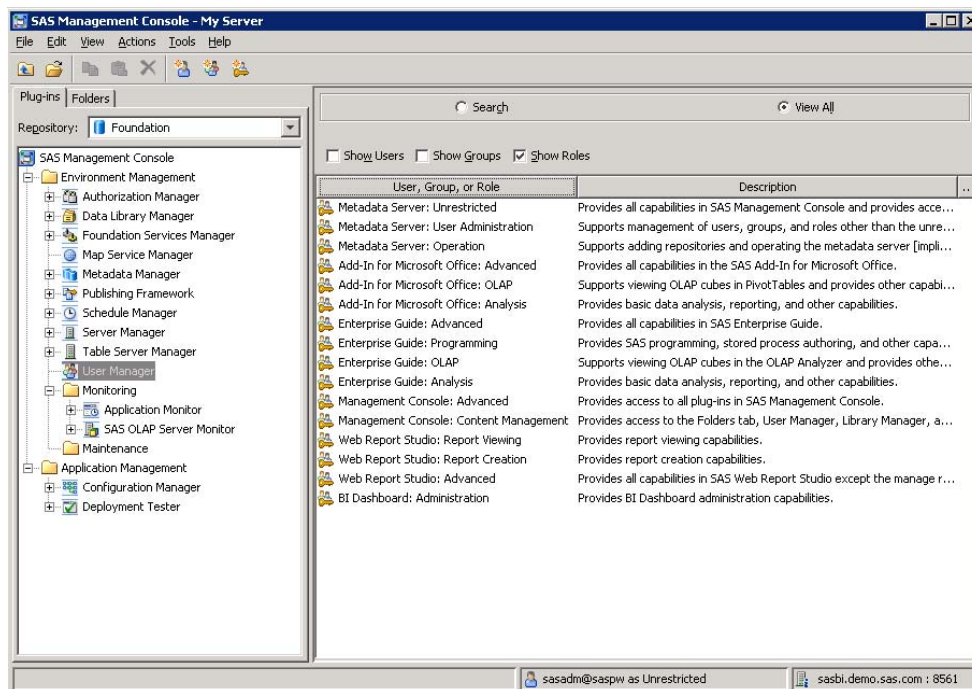 SAS Management Console - My Server
File Edit View Actions Tools Help
Plug-ins Folders
Repository: Foundation
SAS Management Console
Environment Management
Authorization Manager
Data Library Manager
Foundation Services Manager
Map Service Manager
Metadata Manager
Publishing Framework
Schedule Manager
Server Manager
Table Server Manager
User Manager
Monitoring
Application Monitor
SAS OLAP Server Monitor
Maintenance
Application Management
Configuration Manager
Deployment Tester
Search View All
Show Users Show Groups Show Roles
User, Group, or Role Description ..
Metadata Server: Unrestricted Provides all capabilities in SAS Management Console and provides acce...
Metadata Server: User Administration Supports management of users, groups, and roles other than the unre...
Metadata Server: Operation Supports adding repositories and operating the metadata server [impli...
Add-In for Microsoft Office: Advanced Provides all capabilities in the SAS Add-In for Microsoft Office.
Add-In for Microsoft Office: OLAP Supports viewing OLAP cubes in PivotTables and provides other capabi...
Add-In for Microsoft Office: Analysis Provides basic data analysis, reporting, and other capabilities.
Enterprise Guide: Advanced Provides all capabilities in SAS Enterprise Guide.
Enterprise Guide: Programming Provides SAS programming, stored process authoring, and other capa...
Enterprise Guide: OLAP Supports viewing OLAP cubes in the OLAP Analyzer and provides othe...
Enterprise Guide: Analysis Provides basic data analysis, reporting, and other capabilities.
Management Console: Advanced Provides access to all plug-ins in SAS Management Console.
Management Console: Content Management Provides access to the Folders tab, User Manager, Library Manager, a...
Web Report Studio: Report Viewing Provides report viewing capabilities.
Web Report Studio: Report Creation Provides report creation capabilities.
Web Report Studio: Advanced Provides all capabilities in SAS Web Report Studio except the manage r...
BI Dashboard: Administration Provides BI Dashboard administration capabilities.
sasadm@saspw as Unrestricted sasbi.demo.sas.com : 8561